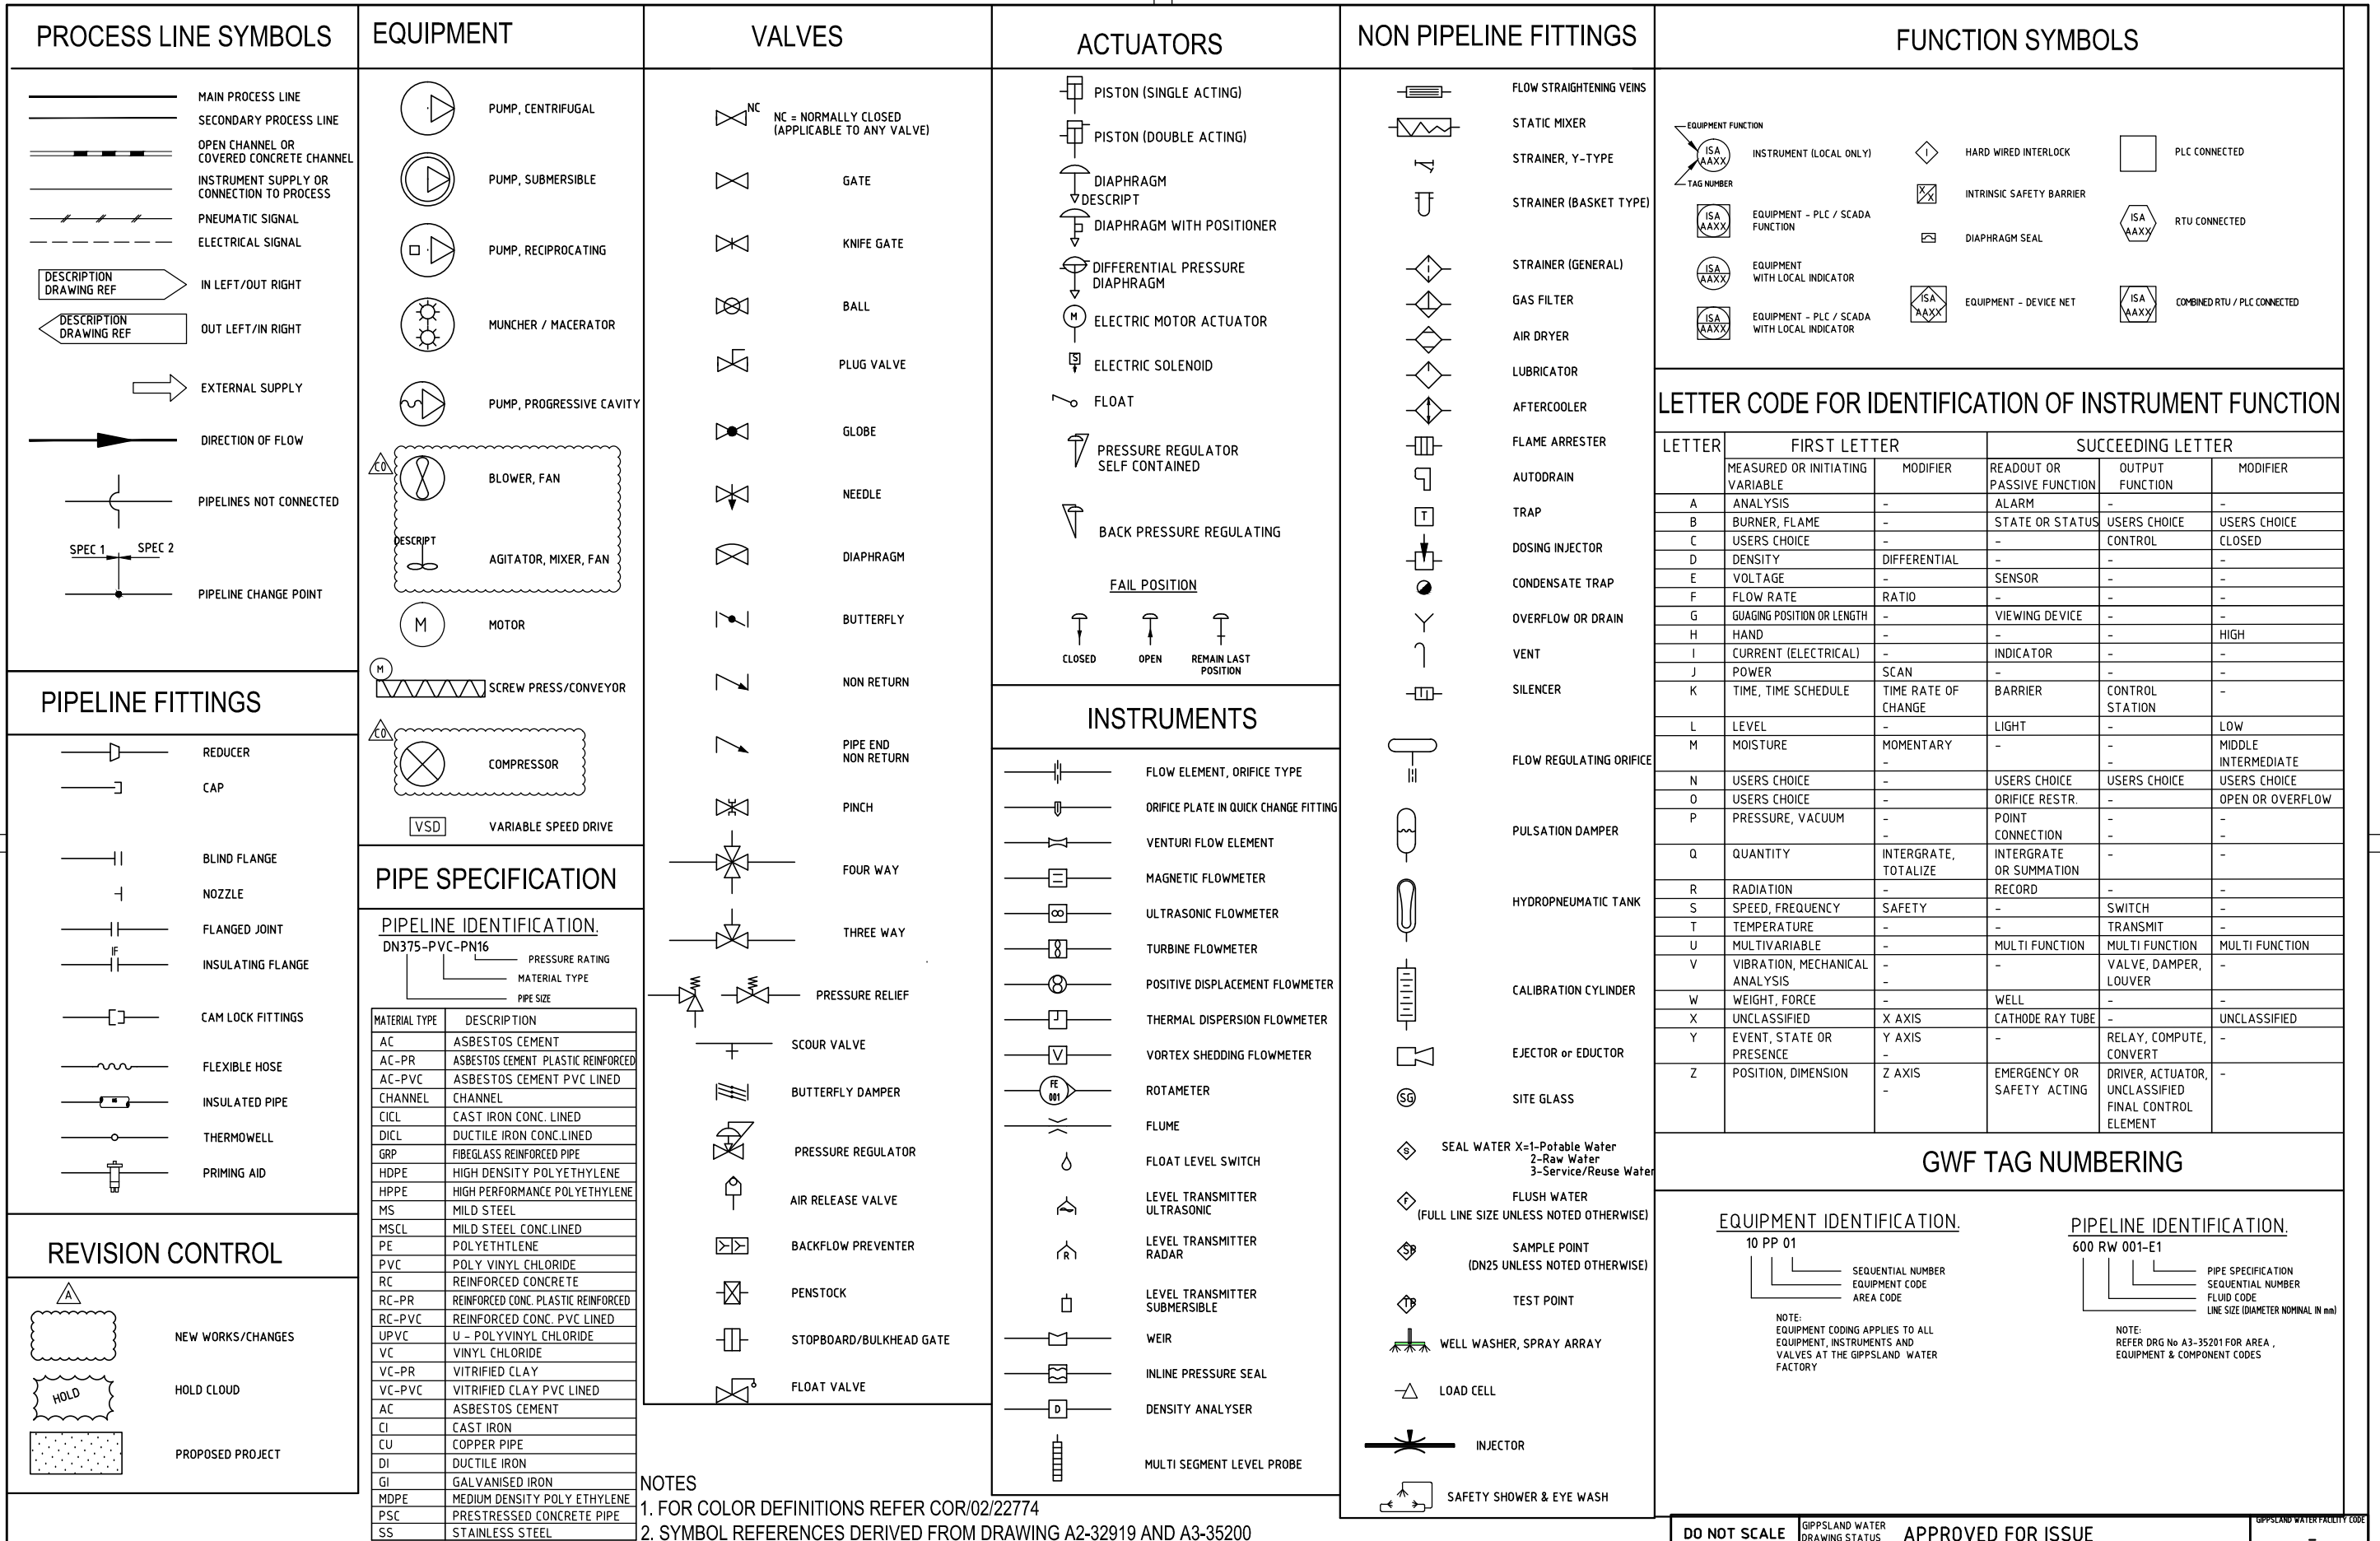 PROCESS LINE SYMBOLS
MAIN PROCESS LINE
SECONDARY PROCESS LINE
OPEN CHANNEL OR
COVERED CONCRETE CHANNEL
INSTRUMENT SUPPLY OR
CONNECTION TO PROCESS
PNEUMATIC SIGNAL
ELECTRICAL SIGNAL
DESCRIPTION
DRAWING REF
IN LEFT/OUT RIGHT
DESCRIPTION
DRAWING REF
OUT LEFT/IN RIGHT
EXTERNAL SUPPLY
DIRECTION OF FLOW
PIPELINES NOT CONNECTED
SPEC 1 SPEC 2
PIPELINE CHANGE POINT
PIPELINE FITTINGS
REDUCER
CAP
BLIND FLANGE
NOZZLE
FLANGED JOINT
IF
INSULATING FLANGE
CAM LOCK FITTINGS
FLEXIBLE HOSE
INSULATED PIPE
THERMOWELL
PRIMING AID
REVISION CONTROL
A
NEW WORKS/CHANGES
HOLD
HOLD CLOUD
PROPOSED PROJECT
EQUIPMENT
PUMP, CENTRIFUGAL
PUMP, SUBMERSIBLE
PUMP, RECIPROCATING
MUNCHER / MACERATOR
PUMP, PROGRESSIVE CAVITY
C0
BLOWER, FAN
DESCRIPT
AGITATOR, MIXER, FAN
M
MOTOR
M
SCREW PRESS/CONVEYOR
C0
COMPRESSOR
VSD VARIABLE SPEED DRIVE
PIPE SPECIFICATION
PIPELINE IDENTIFICATION.
DN375-PVC-PN16
PRESSURE RATING
MATERIAL TYPE
PIPE SIZE
MATERIAL TYPE DESCRIPTION
AC ASBESTOS CEMENT
AC-PR ASBESTOS CEMENT PLASTIC REINFORCED
AC-PVC ASBESTOS CEMENT PVC LINED
CHANNEL CHANNEL
CICL CAST IRON CONC. LINED
DICL DUCTILE IRON CONC.LINED
GRP FIBEGLASS REINFORCED PIPE
HDPE HIGH DENSITY POLYETHYLENE
HPPE HIGH PERFORMANCE POLYETHYLENE
MS MILD STEEL
MSCL MILD STEEL CONC.LINED
PE POLYETHTLENE
PVC POLY VINYL CHLORIDE
RC REINFORCED CONCRETE
RC-PR REINFORCED CONC. PLASTIC REINFORCED
RC-PVC REINFORCED CONC. PVC LINED
UPVC U - POLYVINYL CHLORIDE
VC VINYL CHLORIDE
VC-PR VITRIFIED CLAY
VC-PVC VITRIFIED CLAY PVC LINED
AC ASBESTOS CEMENT
CI CAST IRON
CU COPPER PIPE
DI DUCTILE IRON
GI GALVANISED IRON
MDPE MEDIUM DENSITY POLY ETHYLENE
PSC PRESTRESSED CONCRETE PIPE
SS STAINLESS STEEL
VALVES
NC
NC = NORMALLY CLOSED
(APPLICABLE TO ANY VALVE)
GATE
KNIFE GATE
BALL
PLUG VALVE
GLOBE
NEEDLE
DIAPHRAGM
BUTTERFLY
NON RETURN
PIPE END
NON RETURN
PINCH
FOUR WAY
THREE WAY
PRESSURE RELIEF
SCOUR VALVE
BUTTERFLY DAMPER
PRESSURE REGULATOR
AIR RELEASE VALVE
BACKFLOW PREVENTER
PENSTOCK
STOPBOARD/BULKHEAD GATE
FLOAT VALVE
NOTES
1. FOR COLOR DEFINITIONS REFER COR/02/22774
2. SYMBOL REFERENCES DERIVED FROM DRAWING A2-32919 AND A3-35200
ACTUATORS
PISTON (SINGLE ACTING)
PISTON (DOUBLE ACTING)
DIAPHRAGM
DESCRIPT
DIAPHRAGM WITH POSITIONER
DIFFERENTIAL PRESSURE
DIAPHRAGM
M ELECTRIC MOTOR ACTUATOR
S ELECTRIC SOLENOID
FLOAT
PRESSURE REGULATOR
SELF CONTAINED
BACK PRESSURE REGULATING
FAIL POSITION
CLOSED OPEN REMAIN LAST
POSITION
INSTRUMENTS
FLOW ELEMENT, ORIFICE TYPE
ORIFICE PLATE IN QUICK CHANGE FITTING
VENTURI FLOW ELEMENT
MAGNETIC FLOWMETER
ULTRASONIC FLOWMETER
TURBINE FLOWMETER
POSITIVE DISPLACEMENT FLOWMETER
THERMAL DISPERSION FLOWMETER
V VORTEX SHEDDING FLOWMETER
FE
001
ROTAMETER
FLUME
FLOAT LEVEL SWITCH
LEVEL TRANSMITTER
ULTRASONIC
R
LEVEL TRANSMITTER
RADAR
LEVEL TRANSMITTER
SUBMERSIBLE
WEIR
INLINE PRESSURE SEAL
D DENSITY ANALYSER
MULTI SEGMENT LEVEL PROBE
NON PIPELINE FITTINGS
FLOW STRAIGHTENING VEINS
STATIC MIXER
STRAINER, Y-TYPE
STRAINER (BASKET TYPE)
STRAINER (GENERAL)
GAS FILTER
AIR DRYER
LUBRICATOR
AFTERCOOLER
FLAME ARRESTER
AUTODRAIN
T TRAP
DOSING INJECTOR
CONDENSATE TRAP
OVERFLOW OR DRAIN
VENT
SILENCER
FLOW REGULATING ORIFICE
PULSATION DAMPER
HYDROPNEUMATIC TANK
CALIBRATION CYLINDER
EJECTOR or EDUCTOR
SG SITE GLASS
S SEAL WATER X=1-Potable Water
2-Raw Water
3-Service/Reuse Water
F FLUSH WATER
(FULL LINE SIZE UNLESS NOTED OTHERWISE)
SP SAMPLE POINT
(DN25 UNLESS NOTED OTHERWISE)
TP TEST POINT
WELL WASHER, SPRAY ARRAY
LOAD CELL
INJECTOR
SAFETY SHOWER & EYE WASH
FUNCTION SYMBOLS
EQUIPMENT FUNCTION
ISA
AAXX
INSTRUMENT (LOCAL ONLY)
TAG NUMBER
ISA
AAXX
EQUIPMENT - PLC / SCADA
FUNCTION
ISA
AAXX
EQUIPMENT
WITH LOCAL INDICATOR
ISA
AAXX
EQUIPMENT - PLC / SCADA
WITH LOCAL INDICATOR
I HARD WIRED INTERLOCK
X/X INTRINSIC SAFETY BARRIER
DIAPHRAGM SEAL
ISA
AAXX
EQUIPMENT - DEVICE NET
PLC CONNECTED
ISA
AAXX
RTU CONNECTED
ISA
AAXX
COMBINED RTU / PLC CONNECTED
LETTER CODE FOR IDENTIFICATION OF INSTRUMENT FUNCTION
LETTER FIRST LETTER SUCCEEDING LETTER
MEASURED OR INITIATING MODIFIER READOUT OR OUTPUT MODIFIER
VARIABLE PASSIVE FUNCTION FUNCTION
A ANALYSIS - ALARM - -
B BURNER, FLAME - STATE OR STATUS USERS CHOICE USERS CHOICE
C USERS CHOICE - - CONTROL CLOSED
D DENSITY DIFFERENTIAL - - -
E VOLTAGE - SENSOR - -
F FLOW RATE RATIO - - -
G GUAGING POSITION OR LENGTH - VIEWING DEVICE - -
H HAND - - - HIGH
I CURRENT (ELECTRICAL) - INDICATOR - -
J POWER SCAN - - -
K TIME, TIME SCHEDULE TIME RATE OF BARRIER CONTROL -
CHANGE STATION
L LEVEL - LIGHT - LOW
M MOISTURE MOMENTARY - - MIDDLE
- - INTERMEDIATE
N USERS CHOICE - USERS CHOICE USERS CHOICE USERS CHOICE
O USERS CHOICE - ORIFICE RESTR. - OPEN OR OVERFLOW
P PRESSURE, VACUUM - POINT - -
- CONNECTION - -
Q QUANTITY INTERGRATE, INTERGRATE - -
TOTALIZE OR SUMMATION
R RADIATION - RECORD - -
S SPEED, FREQUENCY SAFETY - SWITCH -
T TEMPERATURE - - TRANSMIT -
U MULTIVARIABLE - MULTI FUNCTION MULTI FUNCTION MULTI FUNCTION
V VIBRATION, MECHANICAL - - VALVE, DAMPER, -
ANALYSIS - LOUVER
W WEIGHT, FORCE - WELL - -
X UNCLASSIFIED X AXIS CATHODE RAY TUBE - UNCLASSIFIED
Y EVENT, STATE OR Y AXIS - RELAY, COMPUTE, -
PRESENCE - CONVERT
Z POSITION, DIMENSION Z AXIS EMERGENCY OR DRIVER, ACTUATOR, -
- SAFETY ACTING UNCLASSIFIED
FINAL CONTROL
ELEMENT
GWF TAG NUMBERING
EQUIPMENT IDENTIFICATION.
10 PP 01
SEQUENTIAL NUMBER
EQUIPMENT CODE
AREA CODE
NOTE:
EQUIPMENT CODING APPLIES TO ALL
EQUIPMENT, INSTRUMENTS AND
VALVES AT THE GIPPSLAND WATER
FACTORY
PIPELINE IDENTIFICATION.
600 RW 001-E1
PIPE SPECIFICATION
SEQUENTIAL NUMBER
FLUID CODE
LINE SIZE (DIAMETER NOMINAL IN mm)
NOTE:
REFER DRG No A3-35201 FOR AREA ,
EQUIPMENT & COMPONENT CODES
DO NOT SCALE
GIPPSLAND WATER
DRAWING STATUS
APPROVED FOR ISSUE
GIPPSLAND WATER FACILITY CODE
-